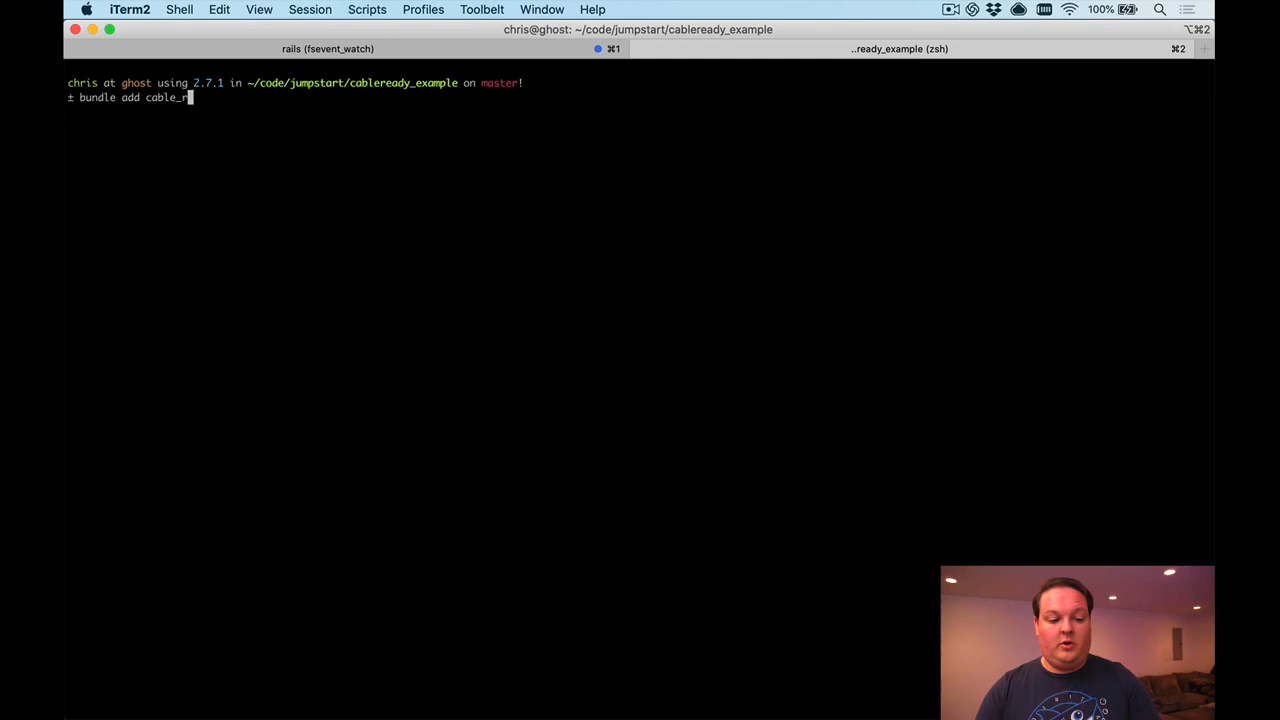 iTerm2 Shell Edit View Session Scripts Profiles Toolbelt Window Help 100%
chris@ghost: ~/code/jumpstart/cableready_example ⌥⌘2
rails (fsevent_watch) ⌘1 ..ready_example (zsh) ⌘2 +
chris at ghost using 2.7.1 in ~/code/jumpstart/cableready_example on master!
± bundle add cable_r